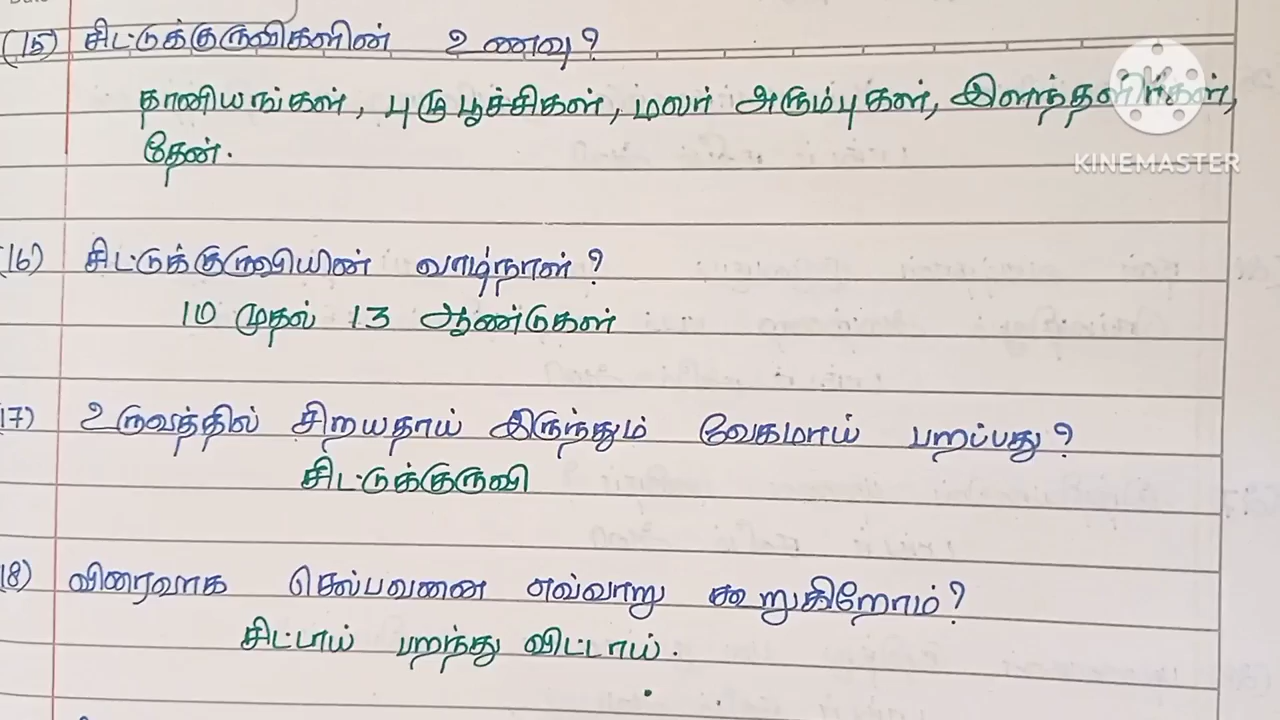 (15) சிட்டுக்குருவிகளின் உணவு?
தானியங்கள், புழுபூச்சிகள், மலர் அரும்புகள், இளந்தளிர்கள்,
தேன்.
KINEMASTER
(16) சிட்டுக்குருவியின் வாழ்நாள்?
10 முதல் 13 ஆண்டுகள்
17) உருவத்தில் சிறயதாய் இருந்தும் வேகமாய் பறப்பது?
சிட்டுக்குருவி
18) விரைவாக செல்பவனை எவ்வாறு கூறுகிறோம்?
சிட்டாய் பறந்து விட்டாய்.